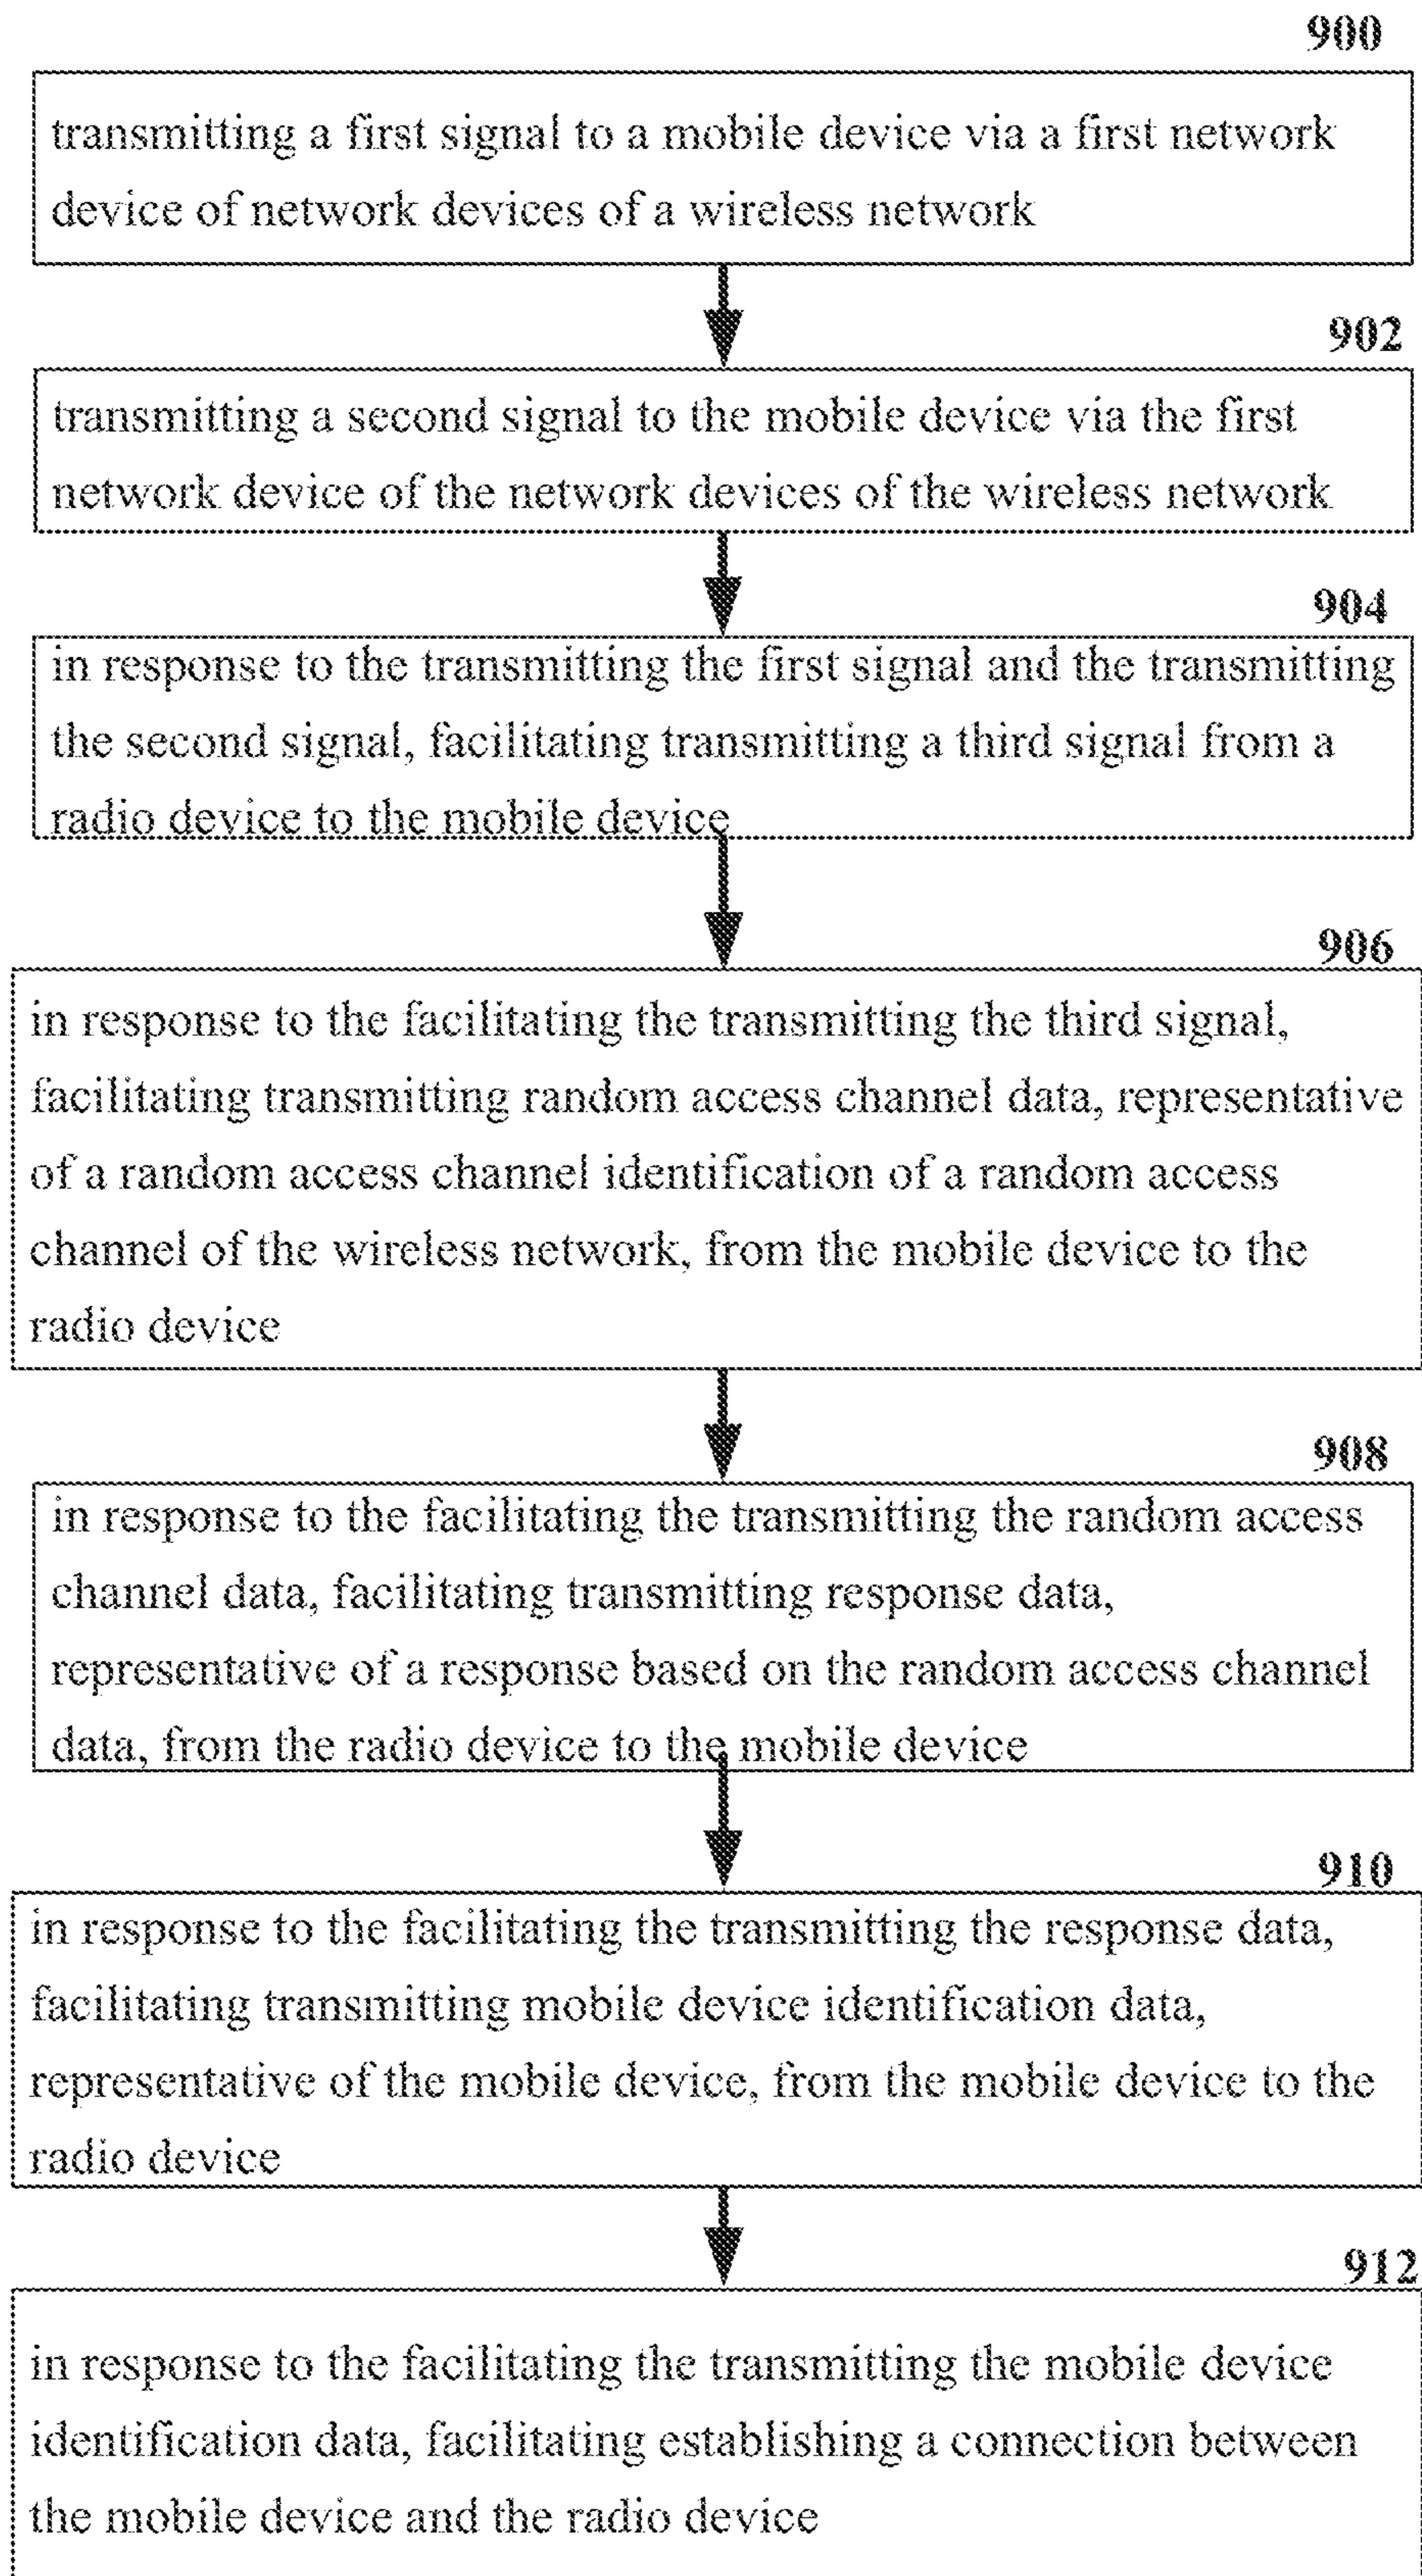 900
transmitting a first signal to a mobile device via a first network
device of network devices of a wireless network
902
transmitting a second signal to the mobile device via the first
network device of the network devices of the wireless network
904
in response to the transmitting the first signal and the transmitting
the second signal, facilitating transmitting a third signal from a
radio device to the mobile device
906
in response to the facilitating the transmitting the third signal,
facilitating transmitting random access channel data, representative
of a random access channel identification of a random access
channel of the wireless network, from the mobile device to the
radio device
908
in response to the facilitating the transmitting the random access
channel data, facilitating transmitting response data,
representative of a response based on the random access channel
data, from the radio device to the mobile device
910
in response to the facilitating the transmitting the response data,
facilitating transmitting mobile device identification data,
representative of the mobile device, from the mobile device to the
radio device
912
in response to the facilitating the transmitting the mobile device
identification data, facilitating establishing a connection between
the mobile device and the radio device